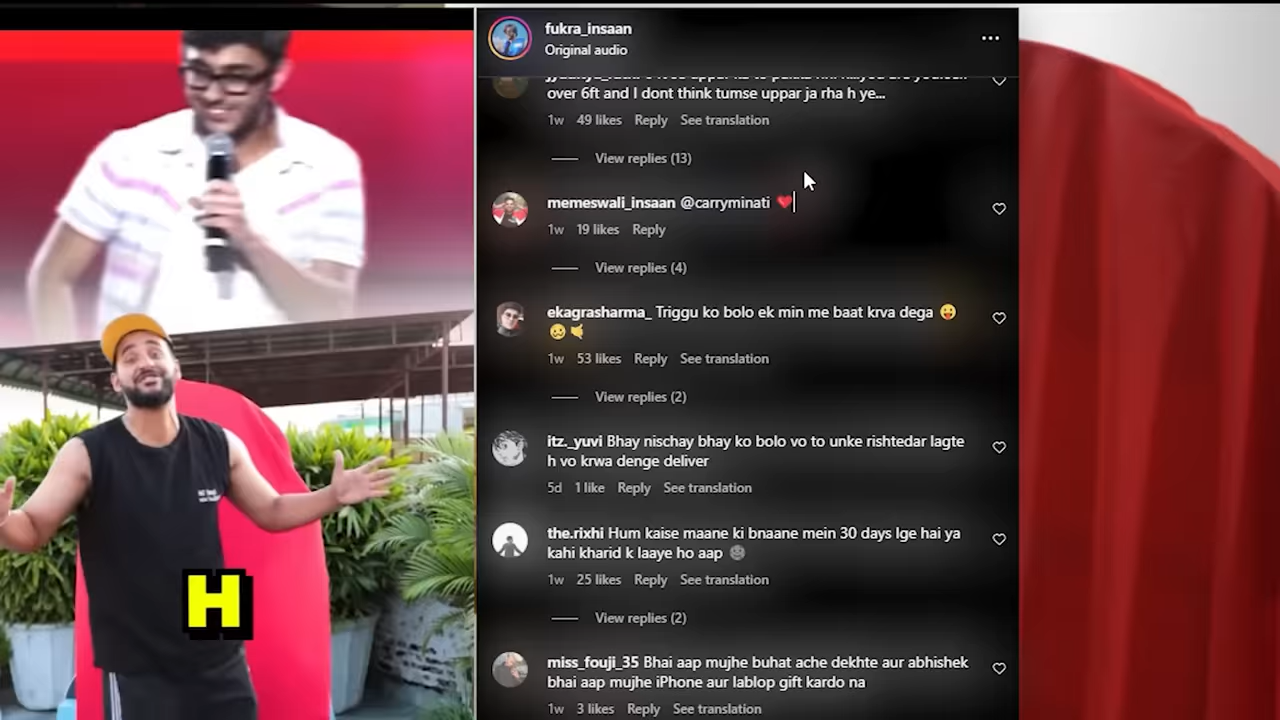 fukra_insaan
Original audio
over 6ft and I dont think tumse uppar ja rha h ye...
1w 49 likes Reply See translation
View replies (13)
memeswali_insaan @carryminati ❤️
1w 19 likes Reply
View replies (4)
ekagrasharma_ Triggu ko bolo ek min me baat krva dega 😛
🥴🤙
1w 53 likes Reply See translation
View replies (2)
itz._yuvi Bhay nischay bhay ko bolo vo to unke rishtedar lagte
h vo krwa denge deliver
5d 1 like Reply See translation
the.rixhi Hum kaise maane ki bnaane mein 30 days lge hai ya
kahi kharid k laaye ho aap
1w 25 likes Reply See translation
View replies (2)
miss_fouji_35 Bhai aap mujhe buhat ache dekhte aur abhishek
bhai aap mujhe iPhone aur lablop gift kardo na
1w 3 likes Reply See translation
H